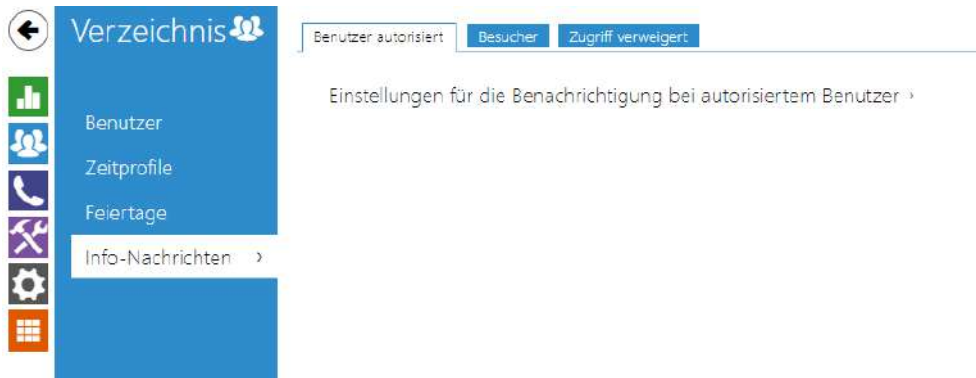 Verzeichnis
Benutzer
Zeitprofile
Feiertage
Info-Nachrichten
Benutzer autorisiert
Besucher
Zugriff verweigert
Einstellungen für die Benachrichtigung bei autorisiertem Benutzer ›